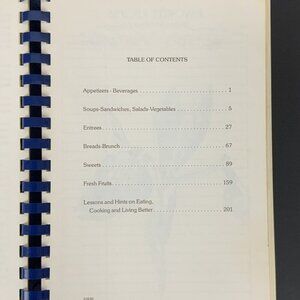 TABLE OF CONTENTS
Appetizers - Beverages 1
Soups-Sandwiches, Salads-Vegetables 5
Entrees 27
Breads-Brunch 67
Sweets 89
Fresh Fruits 159
Lessons and Hints on Eating,
Cooking and Living Better 201